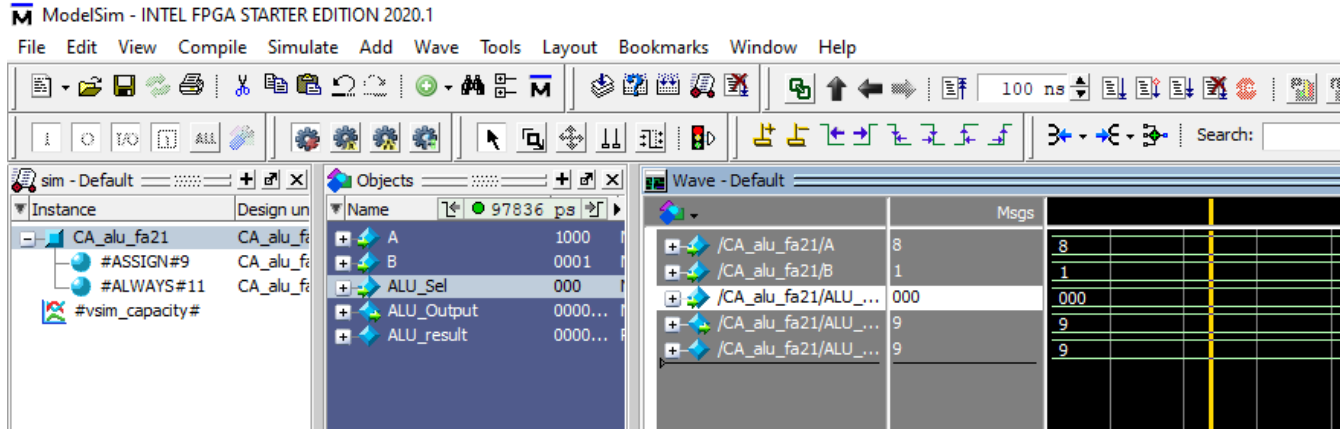 ModelSim - INTEL FPGA STARTER EDITION 2020.1
File Edit View Compile Simulate Add Wave Tools Layout Bookmarks Window Help
100 ns
I O I/O ALL
Search:
sim - Default
Instance Design un
CA_alu_fa21 CA_alu_fa
#ASSIGN#9 CA_alu_fa
#ALWAYS#11 CA_alu_fa
#vsim_capacity#
Objects
Name 97836 ps
A 1000
B 0001
ALU_Sel 000
ALU_Output 0000...
ALU_result 0000...
Wave - Default
Msgs
/CA_alu_fa21/A 8 8
/CA_alu_fa21/B 1 1
/CA_alu_fa21/ALU_... 000 000
/CA_alu_fa21/ALU_... 9 9
/CA_alu_fa21/ALU_... 9 9